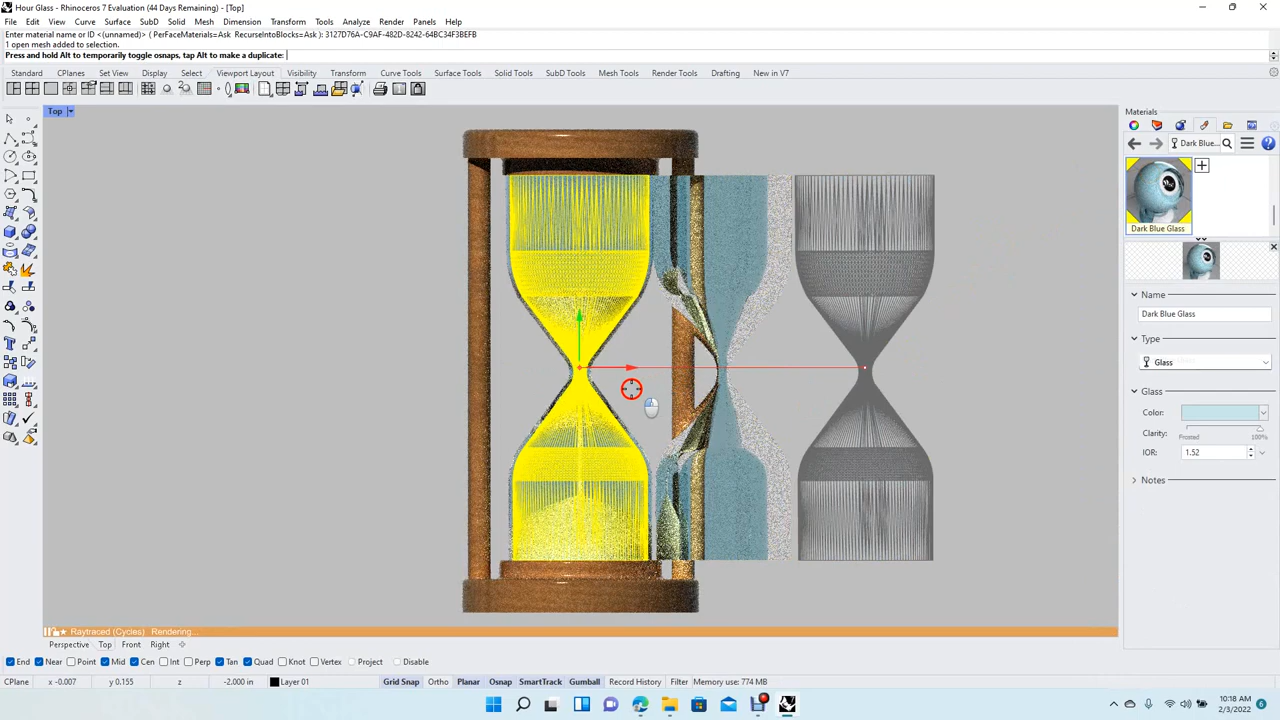 Hour Glass - Rhinoceros 7 Evaluation (44 Days Remaining) - [Top]
File Edit View Curve Surface SubD Solid Mesh Dimension Transform Tools Analyze Render Panels Help
Enter material name or ID <(unnamed)> ( PerFaceMaterials=Ask RecurseIntoBlocks=Ask ): 3127D76A-C9AF-482D-8242-64BC34F3BEFB
1 open mesh added to selection.
Press and hold Alt to temporarily toggle osnaps, tap Alt to make a duplicate:
Standard CPlanes Set View Display Select Viewport Layout Visibility Transform Curve Tools Surface Tools Solid Tools SubD Tools Mesh Tools Render Tools Drafting New in V7
Top
Materials
Dark Blue...
Dark Blue Glass
Name
Dark Blue Glass
Type
Glass
Glass
Color:
Clarity:
Frosted 100%
IOR: 1.52
Notes
Raytraced (Cycles) Rendering...
Perspective Top Front Right
End Near Point Mid Cen Int Perp Tan Quad Knot Vertex Project Disable
CPlane x -0.007 y 0.155 z -2.000 in Layer 01 Grid Snap Ortho Planar Osnap SmartTrack Gumball Record History Filter Memory use: 774 MB
10:18 AM
2/3/2022